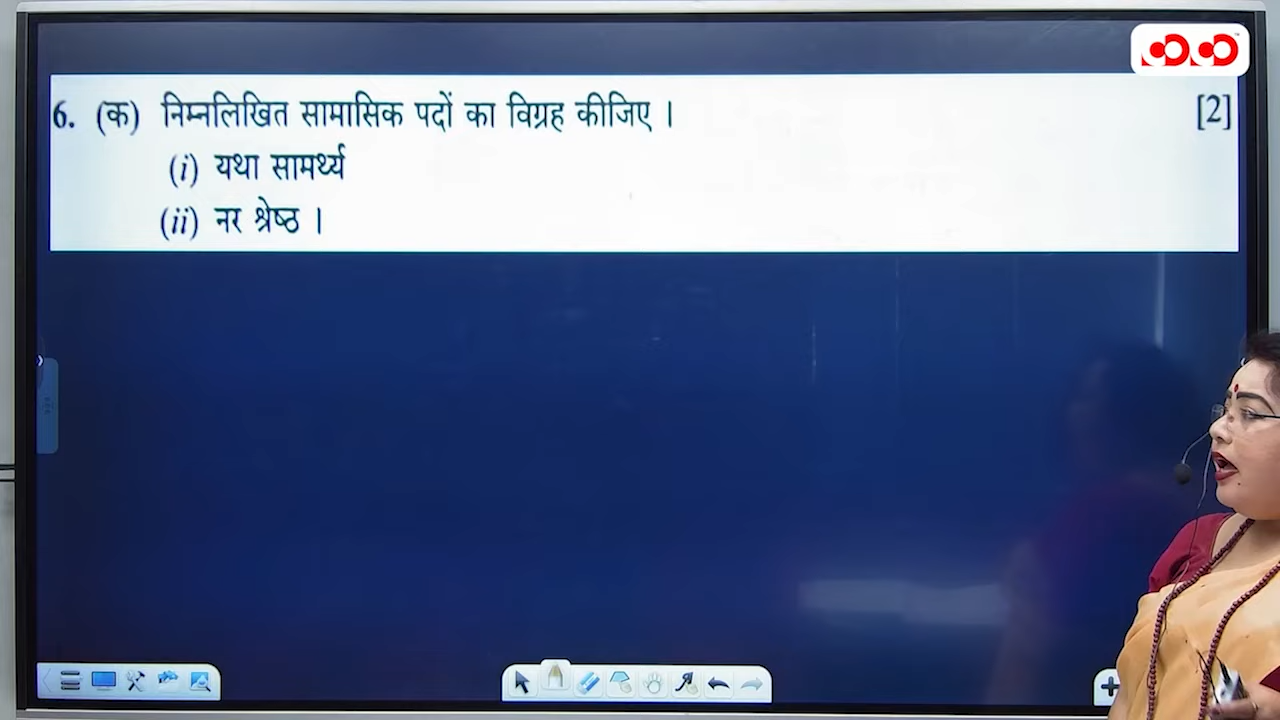 6. (क) निम्नलिखित सामासिक पदों का विग्रह कीजिए । [2]
(i) यथा सामर्थ्य
(ii) नर श्रेष्ठ ।